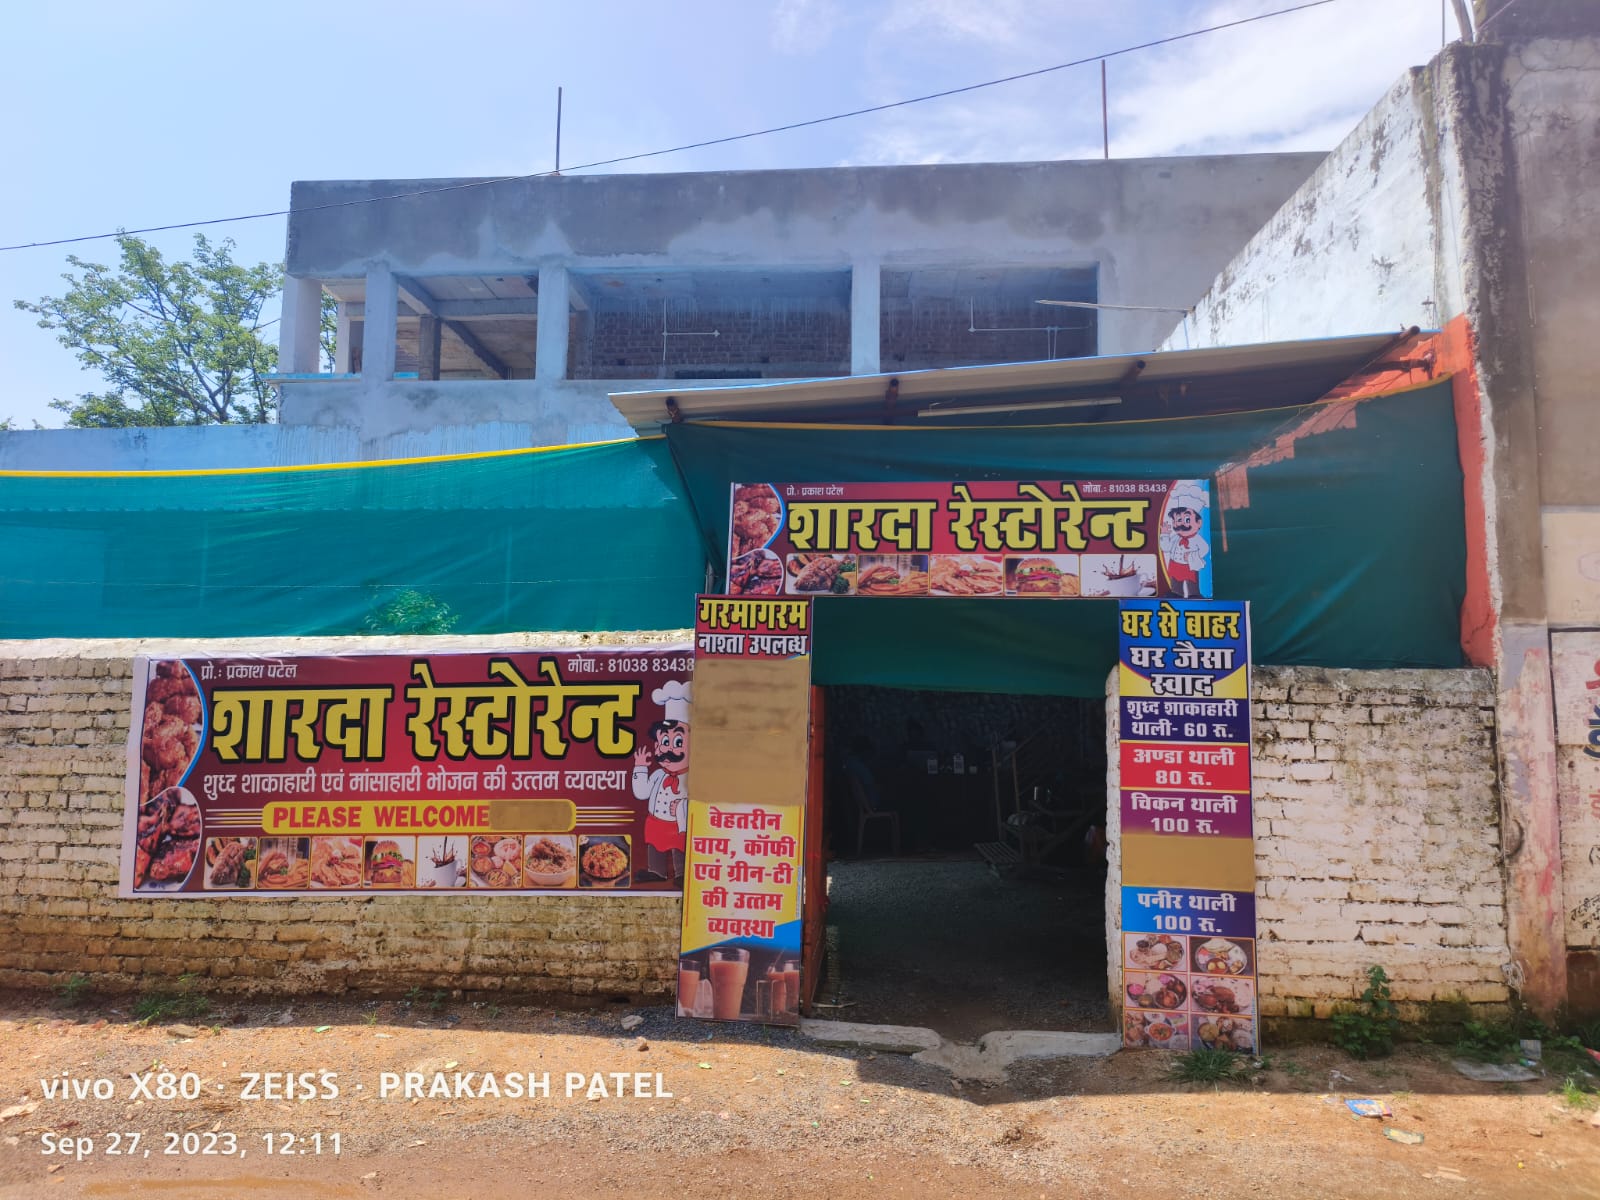 प्रो.: प्रकाश पटेल
मोबा.: 81038 83438
शारदा रेस्टोरेन्ट
प्रो.: प्रकाश पटेल
मोबा.: 81038 83438
शारदा रेस्टोरेन्ट
शुध्द शाकाहारी एवं मांसाहारी भोजन की उत्तम व्यवस्था
PLEASE WELCOME
गरमागरम
नाश्ता उपलब्ध
बेहतरीन
चाय, कॉफी
एवं ग्रीन-टी
की उत्तम
व्यवस्था
घर से बाहर
घर जैसा
स्वाद
शुध्द शाकाहारी
थाली- 60 रू.
अण्डा थाली
80 रू.
चिकन थाली
100 रू.
पनीर थाली
100 रू.
vivo X80 · ZEISS · PRAKASH PATEL
Sep 27, 2023, 12:11